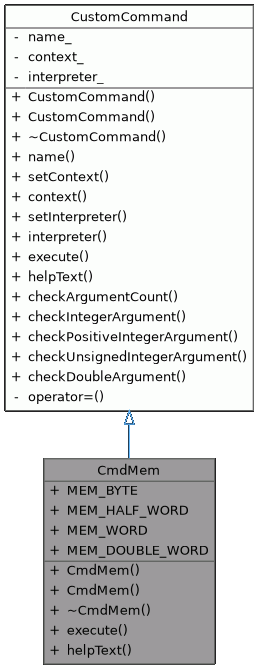 CustomCommand
- name_
- context_
- interpreter_
+ CustomCommand()
+ CustomCommand()
+ ~CustomCommand()
+ name()
+ setContext()
+ context()
+ setInterpreter()
+ interpreter()
+ execute()
+ helpText()
+ checkArgumentCount()
+ checkIntegerArgument()
+ checkPositiveIntegerArgument()
+ checkUnsignedIntegerArgument()
+ checkDoubleArgument()
- operator=()
CmdMem
+ MEM_BYTE
+ MEM_HALF_WORD
+ MEM_WORD
+ MEM_DOUBLE_WORD
+ CmdMem()
+ CmdMem()
+ ~CmdMem()
+ execute()
+ helpText()